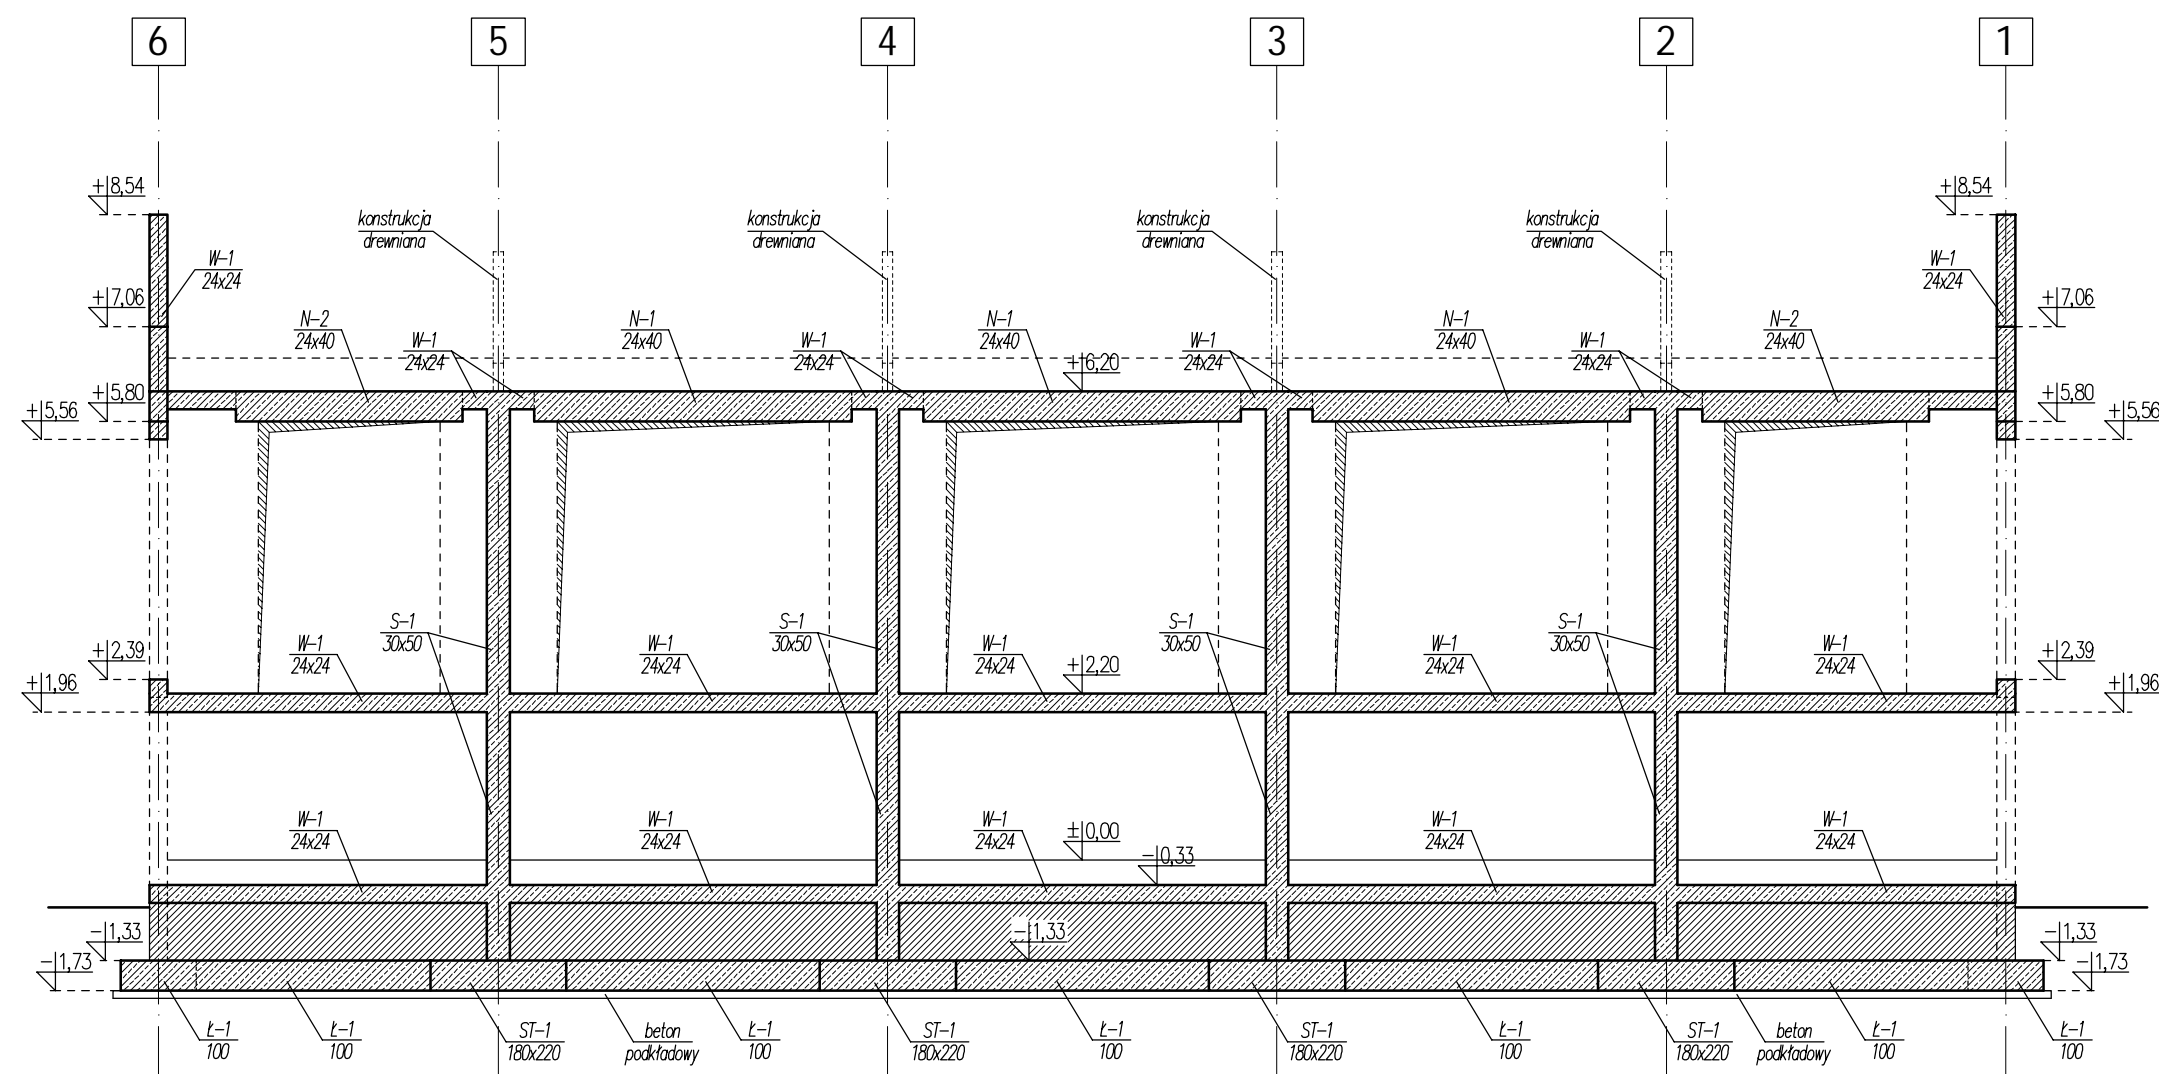 6 5 4 3 2 1
+8,54 +8,54
konstrukcja konstrukcja konstrukcja konstrukcja
drewniana drewniana drewniana drewniana
W-1 W-1
24x24 24x24
+7,06 +7,06
N-2 N-1 N-1 N-1 N-2
24x40 24x40 24x40 24x40 24x40
W-1 W-1 W-1 W-1
24x24 24x24 24x24 24x24
+6,20
+5,80 +5,80
+5,56 +5,56
S-1 S-1 S-1 S-1
30x50 30x50 30x50 30x50
W-1 W-1 W-1 W-1 W-1
24x24 24x24 24x24 24x24 24x24
+2,39 +2,20 +2,39
+1,96 +1,96
W-1 W-1 W-1 W-1 W-1
24x24 24x24 24x24 24x24 24x24
±0,00
-0,33
-1,33 -1,33 -1,33
-1,73 -1,73
Ł-1 Ł-1 ST-1 beton Ł-1 ST-1 Ł-1 ST-1 Ł-1 ST-1 beton Ł-1 Ł-1
100 100 180x220 podkładowy 100 180x220 100 180x220 100 180x220 podkładowy 100 100